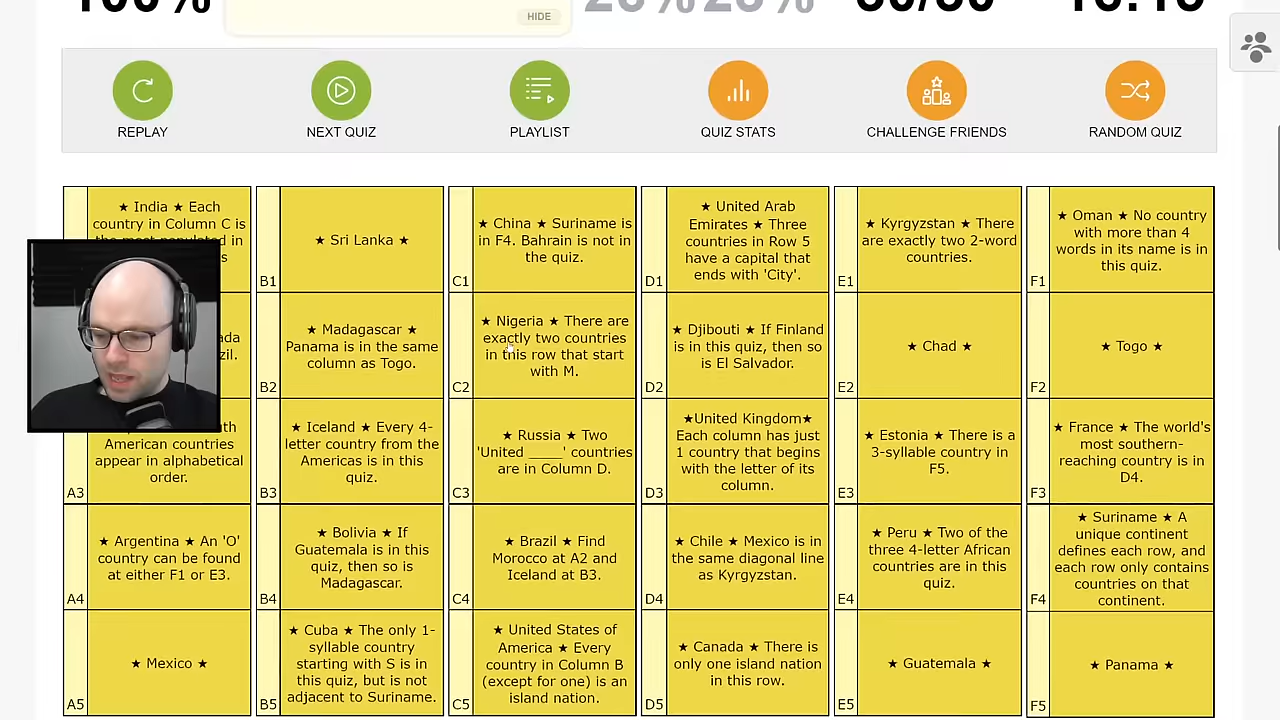 100%
HIDE
REPLAY
NEXT QUIZ
PLAYLIST
QUIZ STATS
CHALLENGE FRIENDS
RANDOM QUIZ
★ India ★ Each
country in Column C is
B1
★ Sri Lanka ★
C1
★ China ★ Suriname is
in F4. Bahrain is not in
the quiz.
D1
★ United Arab
Emirates ★ Three
countries in Row 5
have a capital that
ends with 'City'.
E1
★ Kyrgyzstan ★ There
are exactly two 2-word
countries.
F1
★ Oman ★ No country
with more than 4
words in its name is in
this quiz.
B2
★ Madagascar ★
Panama is in the same
column as Togo.
C2
★ Nigeria ★ There are
exactly two countries
in this row that start
with M.
D2
★ Djibouti ★ If Finland
is in this quiz, then so
is El Salvador.
E2
★ Chad ★
F2
★ Togo ★
A3
American countries
appear in alphabetical
order.
B3
★ Iceland ★ Every 4-
letter country from the
Americas is in this
quiz.
C3
★ Russia ★ Two
'United ____' countries
are in Column D.
D3
★United Kingdom★
Each column has just
1 country that begins
with the letter of its
column.
E3
★ Estonia ★ There is a
3-syllable country in
F5.
F3
★ France ★ The world's
most southern-
reaching country is in
D4.
A4
★ Argentina ★ An 'O'
country can be found
at either F1 or E3.
B4
★ Bolivia ★ If
Guatemala is in this
quiz, then so is
Madagascar.
C4
★ Brazil ★ Find
Morocco at A2 and
Iceland at B3.
D4
★ Chile ★ Mexico is in
the same diagonal line
as Kyrgyzstan.
E4
★ Peru ★ Two of the
three 4-letter African
countries are in this
quiz.
F4
★ Suriname ★ A
unique continent
defines each row, and
each row only contains
countries on that
continent.
A5
★ Mexico ★
B5
★ Cuba ★ The only 1-
syllable country
starting with S is in
this quiz, but is not
adjacent to Suriname.
C5
★ United States of
America ★ Every
country in Column B
(except for one) is an
island nation.
D5
★ Canada ★ There is
only one island nation
in this row.
E5
★ Guatemala ★
F5
★ Panama ★